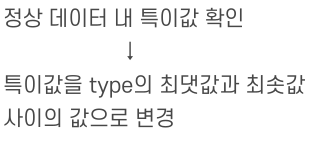 정상 데이터 내 특이값 확인
↓
특이값을 type의 최댓값과 최솟값
사이의 값으로 변경